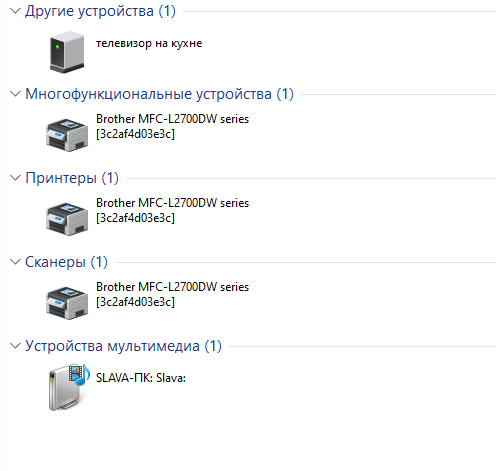 Другие устройства (1)
телевизор на кухне
Многофункциональные устройства (1)
Brother MFC-L2700DW series
[3c2af4d03e3c]
Принтеры (1)
Brother MFC-L2700DW series
[3c2af4d03e3c]
Сканеры (1)
Brother MFC-L2700DW series
[3c2af4d03e3c]
Устройства мультимедиа (1)
SLAVA-ПК: Slava: